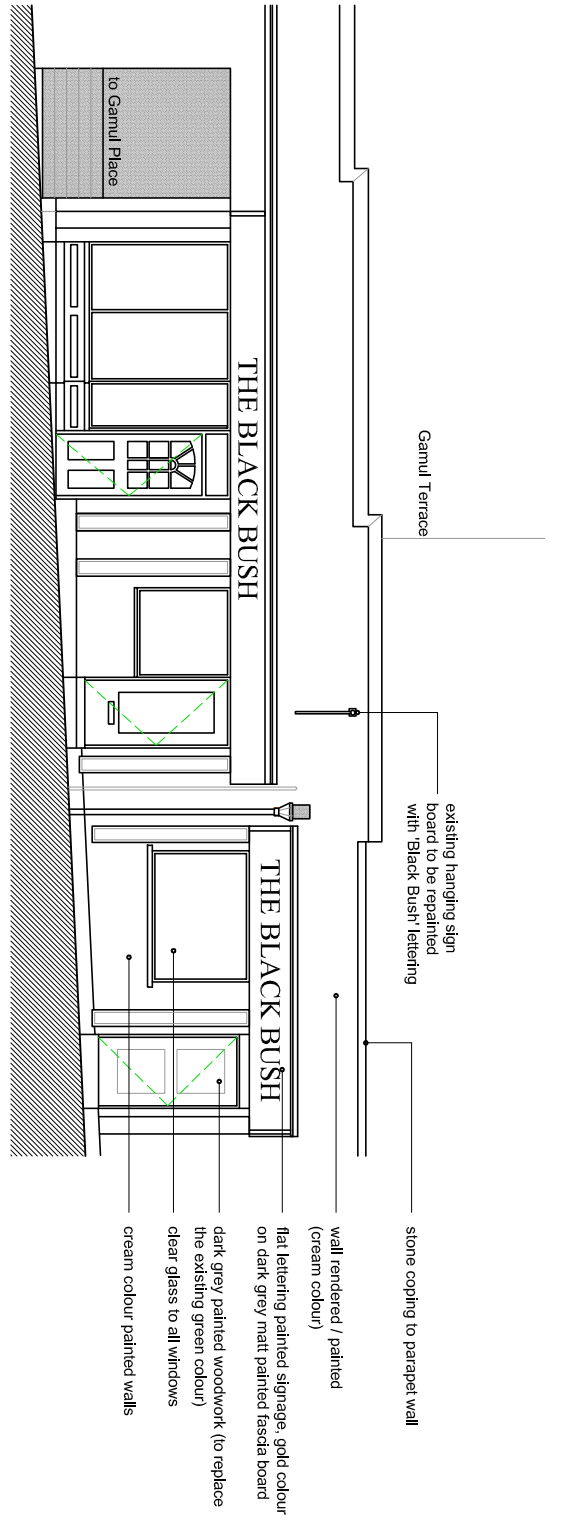 Gamul Terrace
existing hanging sign
board to be repainted
with 'Black Bush' lettering
to Gamul Place
THE BLACK BUSH
THE BLACK BUSH
stone coping to parapet wall
wall rendered / painted
(cream colour)
flat lettering painted signage, gold colour
on dark grey matt painted fascia board
dark grey painted woodwork (to replace
the existing green colour)
clear glass to all windows
cream colour painted walls